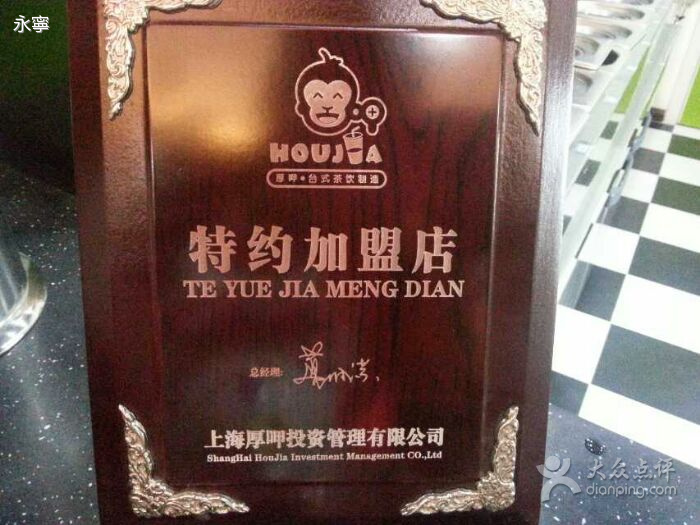 永寧
HOUJIA
厚呷•台式茶饮制造
特约加盟店
TE YUE JIA MENG DIAN
总经理:
上海厚呷投资管理有限公司
ShangHai HouJia Investment Management CO.,Ltd
大众点评
dianping.com